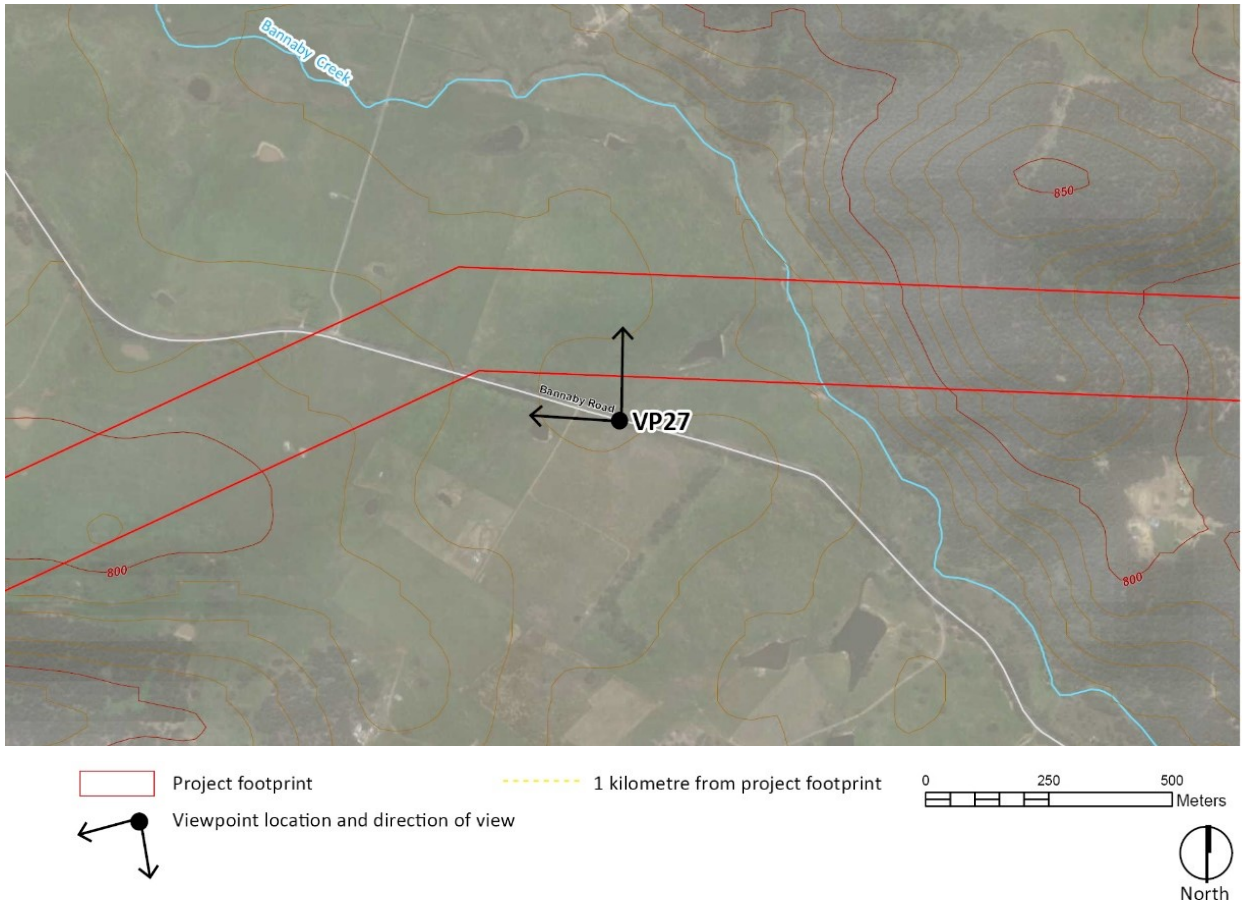 Bannaby Creek
850
Bannaby Road
VP27
800
800
Project footprint
1 kilometre from project footprint
0 250 500
Meters
Viewpoint location and direction of view
North